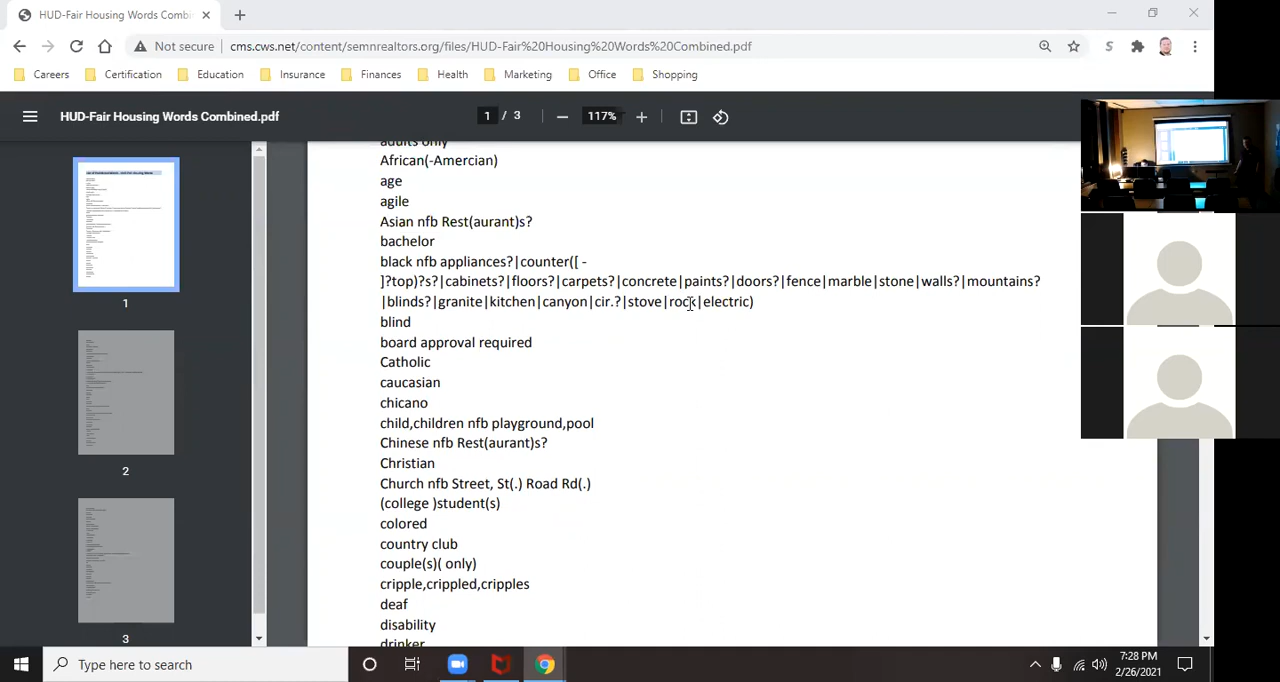 HUD-Fair Housing Words Combin
Not secure
cms.cws.net/content/semnrealtors.org/files/HUD-Fair%20Housing%20Words%20Combined.pdf
Careers
Certification
Education
Insurance
Finances
Health
Marketing
Office
Shopping
HUD-Fair Housing Words Combined.pdf
1 / 3
117%
adults only
African(-Amercian)
age
agile
Asian nfb Rest(aurant)s?
bachelor
black nfb appliances?|counter([ -
]?top)?s?|cabinets?|floors?|carpets?|concrete|paints?|doors?|fence|marble|stone|walls?|mountains?
|blinds?|granite|kitchen|canyon|cir.?|stove|rock|electric)
blind
board approval required
Catholic
caucasian
chicano
child,children nfb playground,pool
Chinese nfb Rest(aurant)s?
Christian
Church nfb Street, St(.) Road Rd(.)
(college )student(s)
colored
country club
couple(s)( only)
cripple,crippled,cripples
deaf
disability
drinker
1
2
3
Type here to search
7:28 PM
2/26/2021